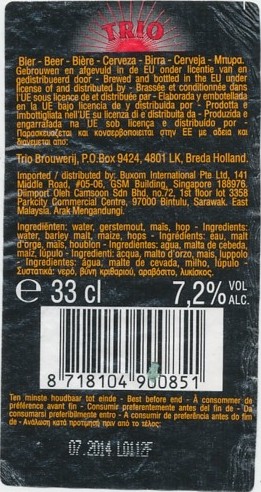 TRIO
Bier - Beer - Bière - Cerveza - Birra - Cerveja - Μπυρα.
Gebrouwen en afgevuld in de EU onder licentie van en
gedistribueerd door - Brewed and bottled in the EU under
license of and distributed by - Brassée et conditionnée dans
l'UE sous licence de et distribuée par - Elaborada y embotellada
en la UE bajo licencia de y distribuida por - Prodotta e
imbottigliata nell'UE su licenza di e distribuita da - Produzida e
engarrafada na UE sob licença e distribuído por -
Παρασκευάζεται και κονσερβοποιείται στην ΕΕ με αδεια και
διανέμεται από:
Trio Brouwerij, P.O.Box 9424, 4801 LK, Breda Holland.
Imported / distributed by: Buxom International Pte Ltd, 141
Middle Road, #05-06, GSM Building, Singapore 188976.
Diimport Oleh Camsoon Sdn Bhd, no.72, 1st floor lot 3358
Parkcity Commercial Centre, 97000 Bintulu, Sarawak. East
Malaysia. Arak Mengandungi.
Ingrediënten: water, gerstemout, maïs, hop - Ingredients:
water, barley malt, maize, hops - Ingrédients: eau, malt
d'orge, maïs, houblon - Ingredientes: agua, malta de cebada,
maíz, lúpulo - Ingredienti: acqua, malto d'orzo, mais, luppolo
- Ingredientes: água, malte de cevada, milho, lúpulo -
Συστατικά: νερό, βύνη κριθαριού, αραβόσιτο, λυκίσκος.
℮ 33 cl 7,2% VOL ALC.
8 718104 900851
Ten minste houdbaar tot einde - Best before end - À consommer de
préférence avant fin - Consumir preferentemente antes del fin de - Da
consumarsi preferibilmente entro - A consumir de preferência antes do fim
de - Ανάλωση κατά προτίμηση πριν από το τέλος:
07.2014 L0112F